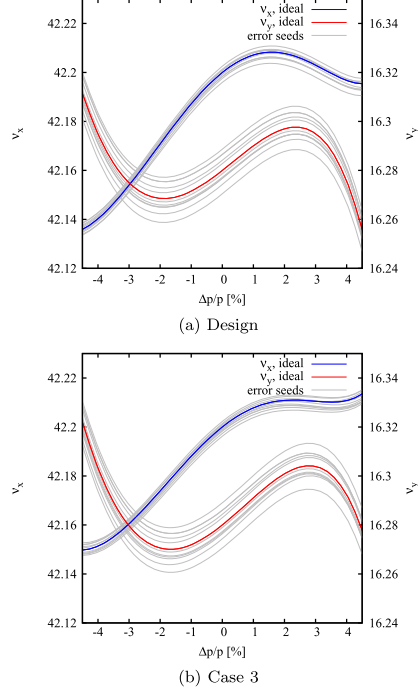 νx, ideal
νy, ideal
error seeds
42.22
42.2
42.18
42.16
42.14
42.12
16.34
16.32
16.3
16.28
16.26
16.24
νx
νy
-4 -3 -2 -1 0 1 2 3 4
Δp/p [%]
(a) Design
νx, ideal
νy, ideal
error seeds
42.22
42.2
42.18
42.16
42.14
42.12
16.34
16.32
16.3
16.28
16.26
16.24
νx
νy
-4 -3 -2 -1 0 1 2 3 4
Δp/p [%]
(b) Case 3